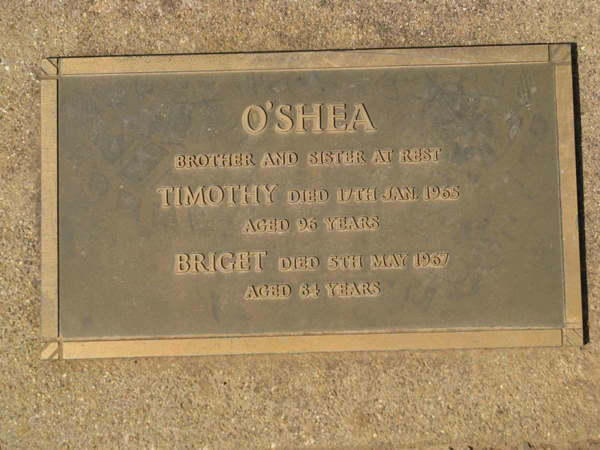 O'SHEA
BROTHER AND SISTER AT REST
TIMOTHY DIED 17TH JAN. 1965
AGED 96 YEARS
BRIGET DIED 5TH MAY 1967
AGED 84 YEARS